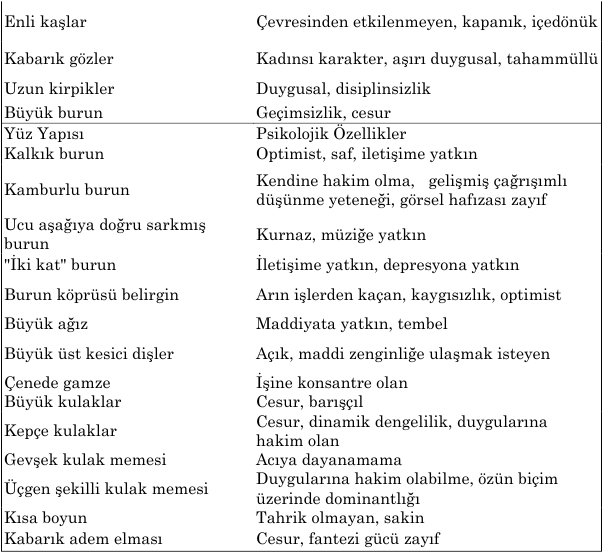 Enli kaşlar Çevresinden etkilenmeyen, kapanık, içedönük
Kabarık gözler Kadınsı karakter, aşırı duygusal, tahammüllü
Uzun kirpikler Duygusal, disiplinsizlik
Büyük burun Geçimsizlik, cesur
Yüz Yapısı Psikolojik Özellikler
Kalkık burun Optimist, saf, iletişime yatkın
Kamburlu burun Kendine hakim olma, gelişmiş çağrışımlı
düşünme yeteneği, görsel hafızası zayıf
Ucu aşağıya doğru sarkmış
burun Kurnaz, müziğe yatkın
"İki kat" burun İletişime yatkın, depresyona yatkın
Burun köprüsü belirgin Arın işlerden kaçan, kaygısızlık, optimist
Büyük ağız Maddiyata yatkın, tembel
Büyük üst kesici dişler Açık, maddi zenginliğe ulaşmak isteyen
Çenede gamze İşine konsantre olan
Büyük kulaklar Cesur, barışçıl
Kepçe kulaklar Cesur, dinamik dengelilik, duygularına
hakim olan
Gevşek kulak memesi Acıya dayanamama
Üçgen şekilli kulak memesi Duygularına hakim olabilme, özün biçim
üzerinde dominantlığı
Kısa boyun Tahrik olmayan, sakin
Kabarık adem elması Cesur, fantezi gücü zayıf